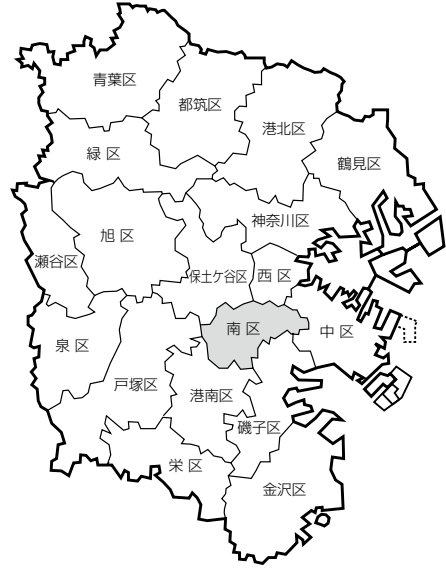 青葉区
都筑区
港北区
緑 区
鶴見区
神奈川区
旭 区
瀬谷区
保土ケ谷区
西 区
南 区
中 区
泉 区
戸塚区
港南区
磯子区
栄 区
金沢区